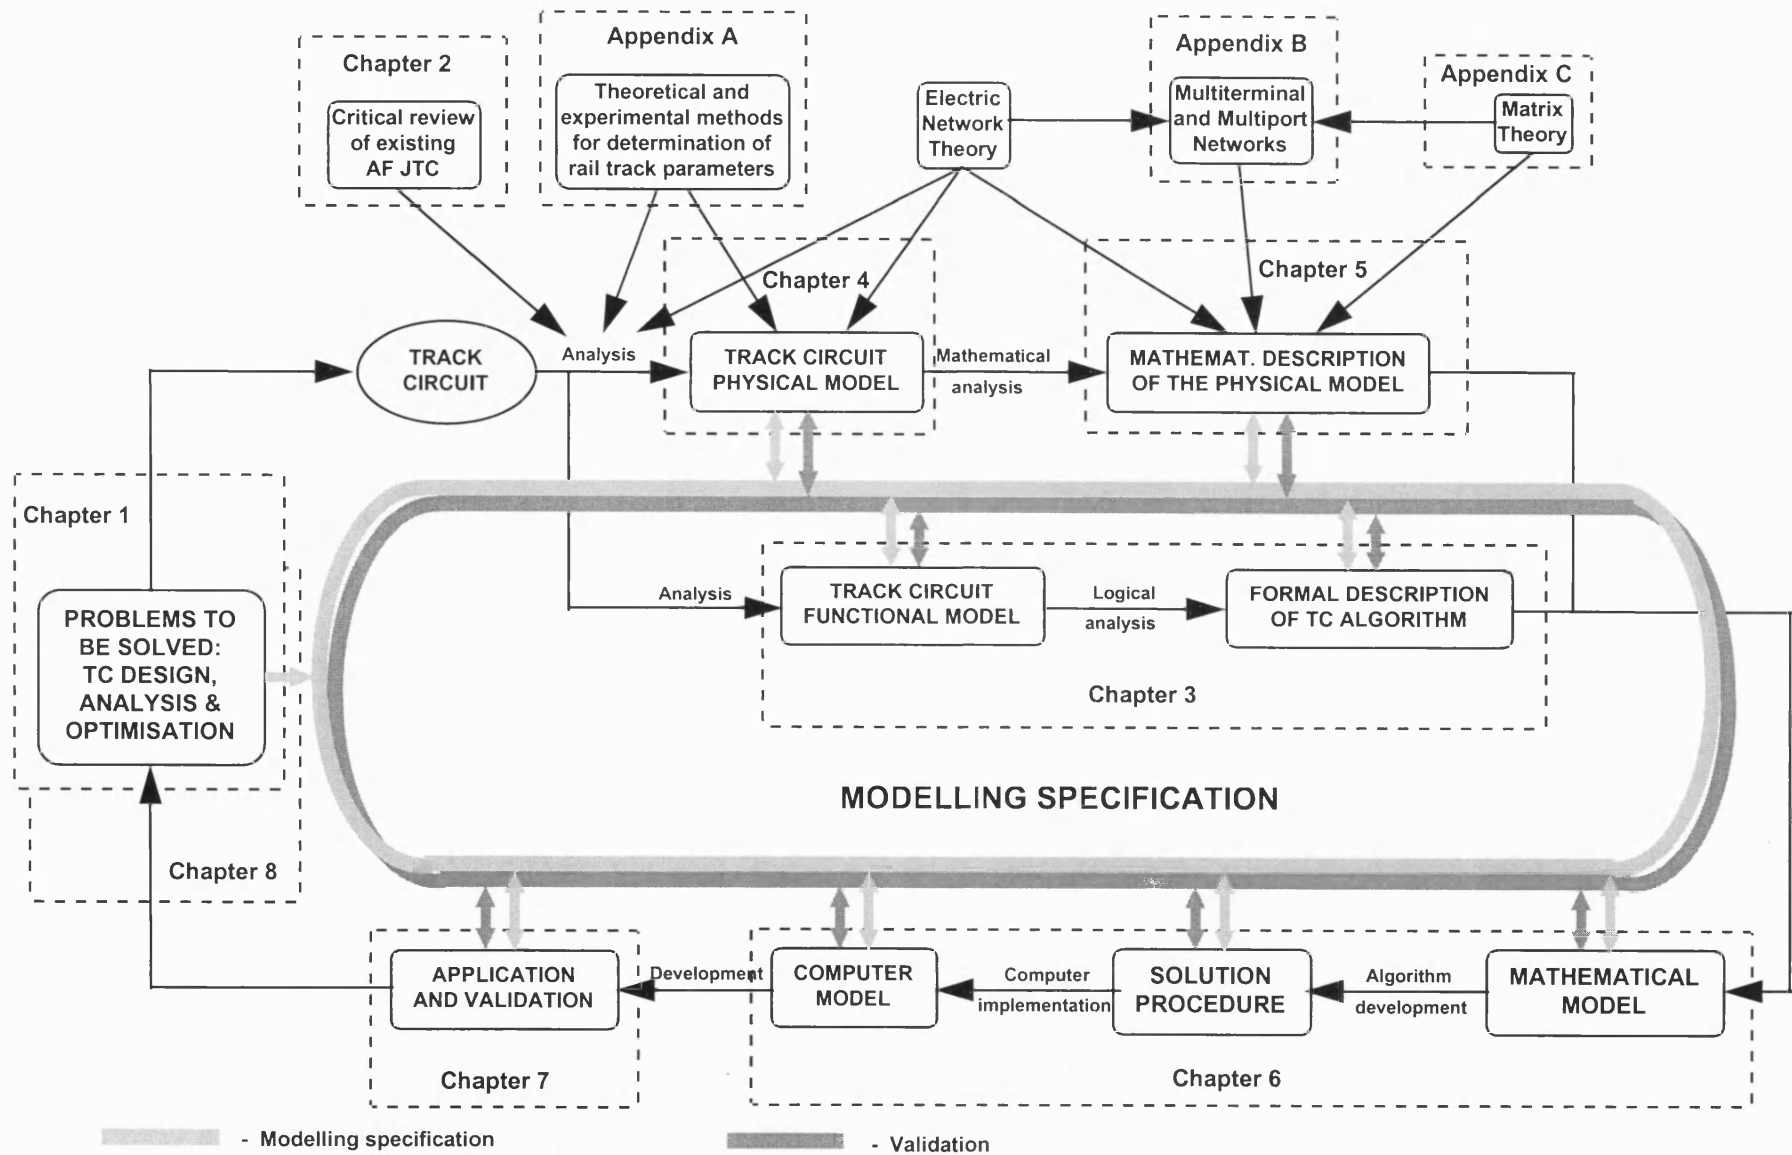 Chapter 2
Critical review
of existing
AF JTC
Appendix A
Theoretical and
experimental methods
for determination of
rail track parameters
Electric
Network
Theory
Appendix B
Multiterminal
and Multiport
Networks
Appendix C
Matrix
Theory
Chapter 4
Chapter 5
TRACK
CIRCUIT
Analysis
TRACK CIRCUIT
PHYSICAL MODEL
Mathematical
analysis
MATHEMAT. DESCRIPTION
OF THE PHYSICAL MODEL
Chapter 1
PROBLEMS TO
BE SOLVED:
TC DESIGN,
ANALYSIS &
OPTIMISATION
Analysis
TRACK CIRCUIT
FUNCTIONAL MODEL
Logical
analysis
FORMAL DESCRIPTION
OF TC ALGORITHM
Chapter 3
MODELLING SPECIFICATION
Chapter 8
APPLICATION
AND VALIDATION
Development
COMPUTER
MODEL
Computer
implementation
SOLUTION
PROCEDURE
Algorithm
development
MATHEMATICAL
MODEL
Chapter 7
Chapter 6
- Modelling specification
- Validation